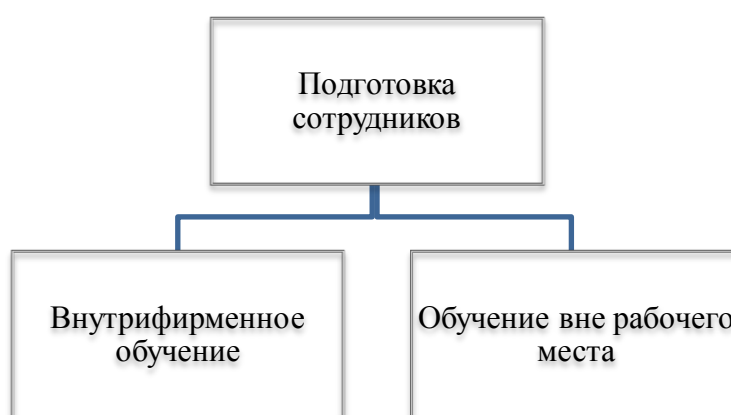 Подготовка
сотрудников
Внутрифирменное
обучение
Обучение вне рабочего
места